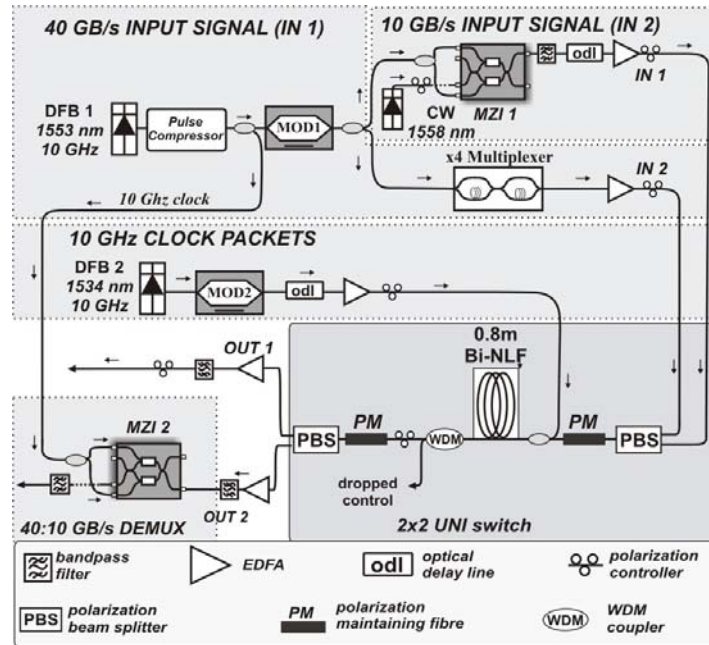 40 GB/s INPUT SIGNAL (IN 1)
10 GB/s INPUT SIGNAL (IN 2)
DFB 1
1553 nm
10 GHz
Pulse
Compressor
MOD1
CW
1558 nm
MZI 1
odl
IN 1
x4 Multiplexer
IN 2
10 Ghz clock
10 GHz CLOCK PACKETS
DFB 2
1534 nm
10 GHz
MOD2
odl
0.8m
Bi-NLF
OUT 1
PBS
PM
WDM
PM
PBS
dropped
control
2x2 UNI switch
MZI 2
OUT 2
40:10 GB/s DEMUX
bandpass
filter
EDFA
odl
optical
delay line
polarization
controller
PBS
polarization
beam splitter
PM
polarization
maintaining fibre
WDM
WDM
coupler